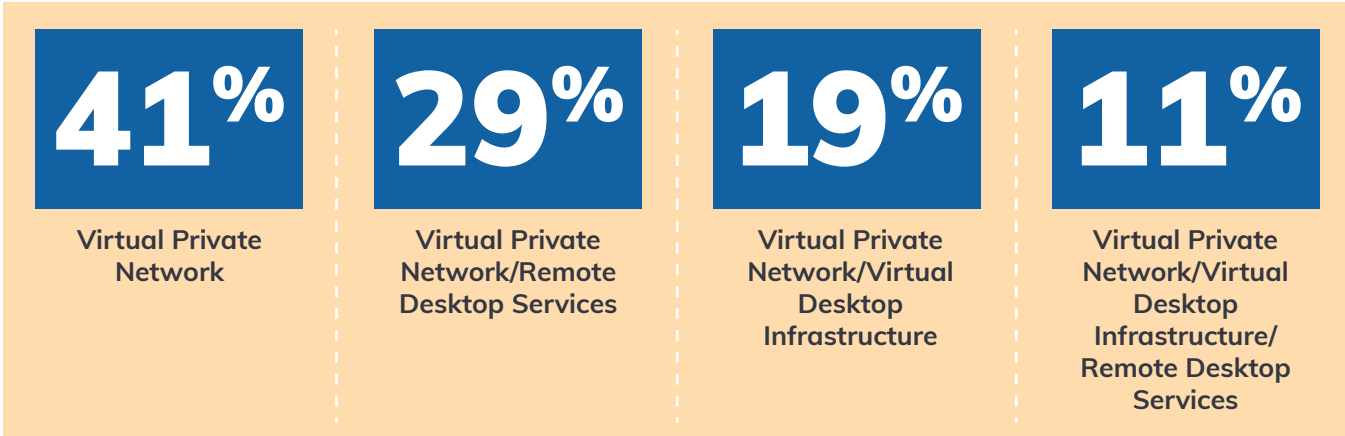 41%
Virtual Private
Network
29%
Virtual Private
Network/Remote
Desktop Services
19%
Virtual Private
Network/Virtual
Desktop
Infrastructure
11%
Virtual Private
Network/Virtual
Desktop
Infrastructure/
Remote Desktop
Services